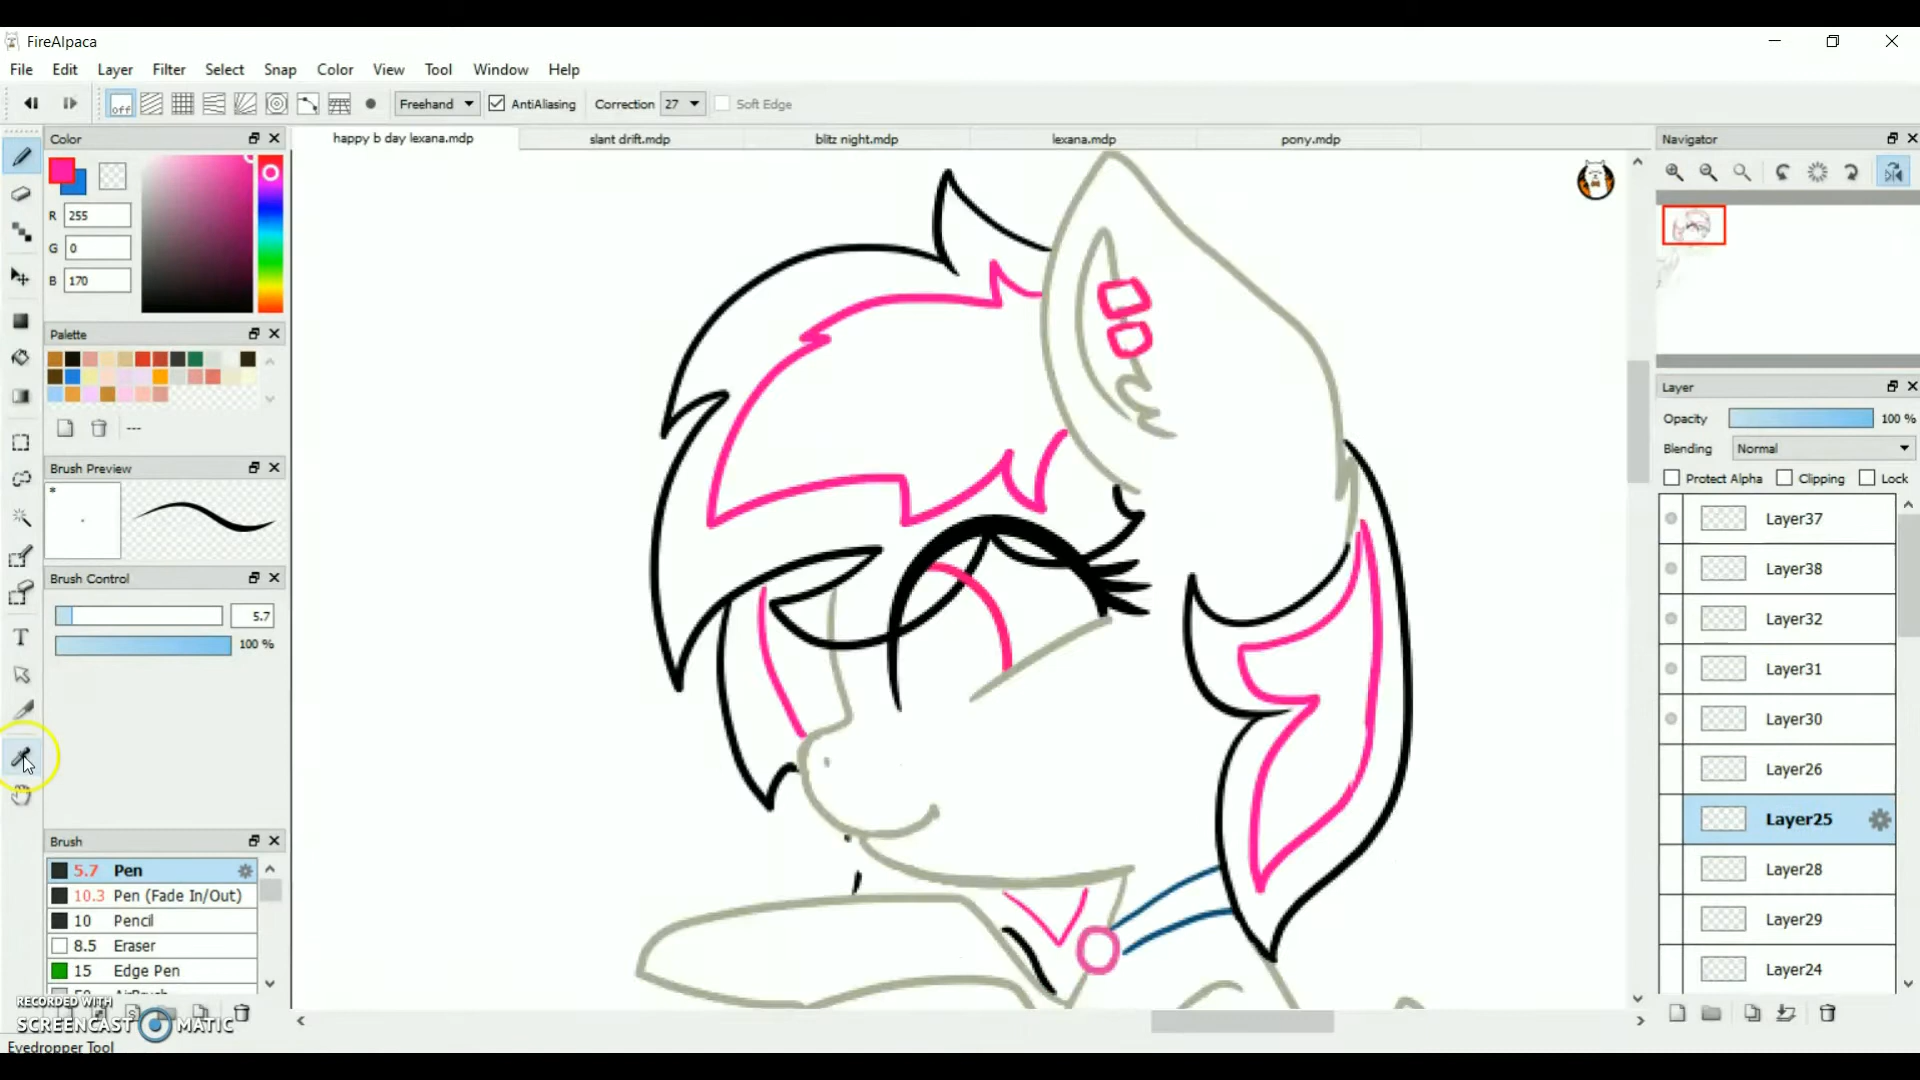 FireAlpaca
File Edit Layer Filter Select Snap Color View Tool Window Help
off Freehand AntiAliasing Correction 27 Soft Edge
Color
happy b day lexana.mdp slant drift.mdp blitz night.mdp lexana.mdp pony.mdp
Navigator
R 255
G 0
B 170
Palette
---
Brush Preview
*
Brush Control
5.7
100 %
Layer
Opacity 100 %
Blending Normal
Protect Alpha Clipping Lock
Layer37
Layer38
Layer32
Layer31
Layer30
Layer26
Layer25
Layer28
Layer29
Layer24
T
Brush
5.7 Pen
10.3 Pen (Fade In/Out)
10 Pencil
8.5 Eraser
15 Edge Pen
50 AirBrush
RECORDED WITH
SCREENCAST MATIC
Eyedropper Tool